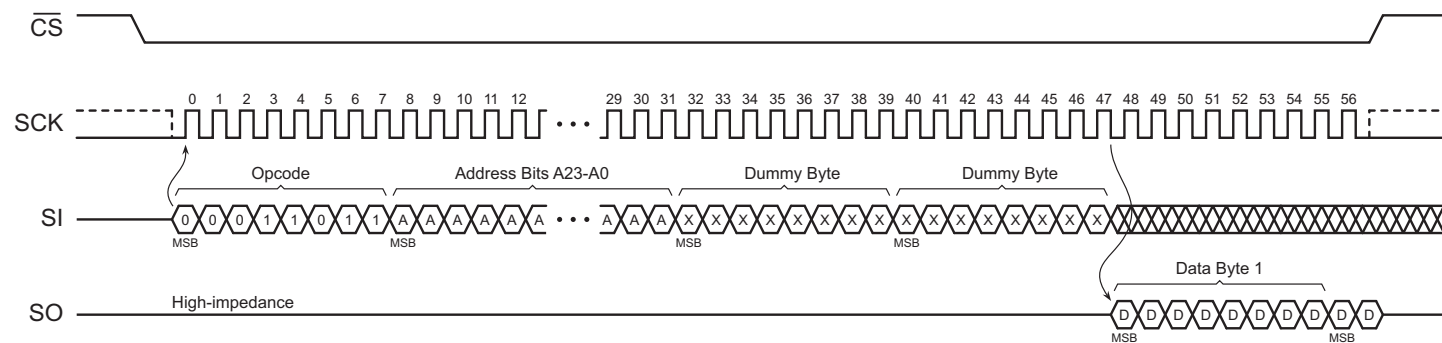 CS
0 1 2 3 4 5 6 7 8 9 10 11 12 29 30 31 32 33 34 35 36 37 38 39 40 41 42 43 44 45 46 47 48 49 50 51 52 53 54 55 56
SCK
Opcode Address Bits A23-A0 Dummy Byte Dummy Byte
SI 0 0 0 1 1 0 1 1 A A A A A A A A A X X X X X X X X X X X X X X X X
MSB MSB MSB MSB
Data Byte 1
High-impedance
SO D D D D D D D D D D
MSB MSB